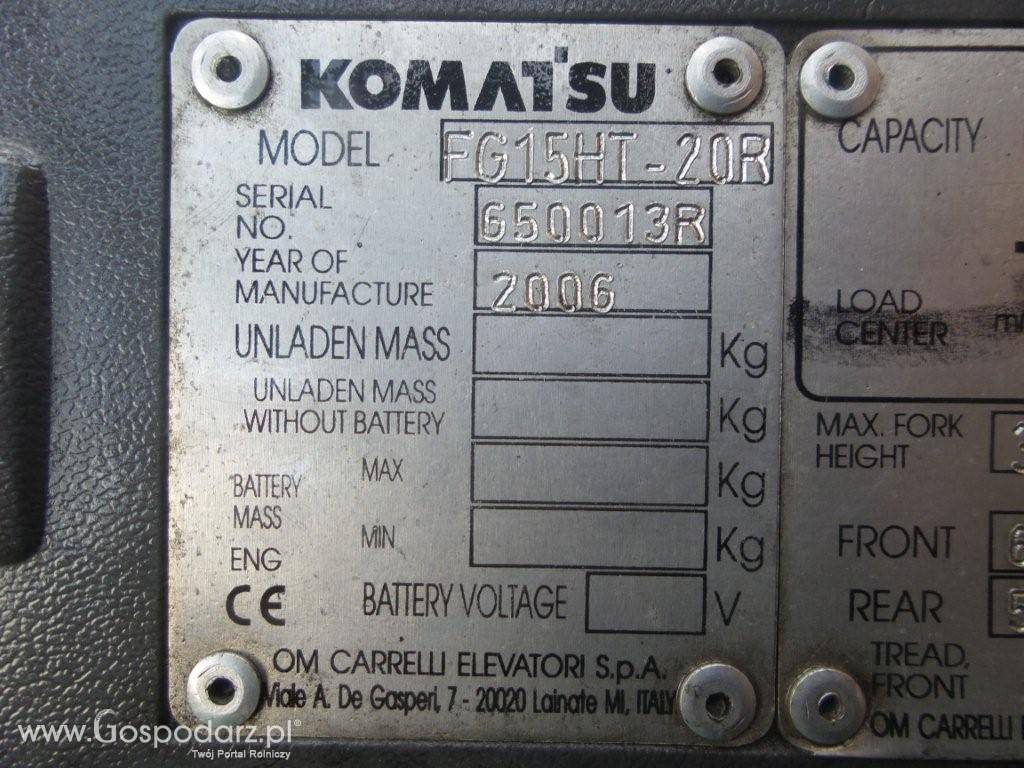 KOMATSU
MODEL FG15HT-20R
SERIAL NO. 650013R
YEAR OF MANUFACTURE 2006
UNLADEN MASS Kg
UNLADEN MASS WITHOUT BATTERY Kg
BATTERY MASS MAX Kg
MIN Kg
ENG
CE BATTERY VOLTAGE V
OM CARRELLI ELEVATORI S.p.A.
Viale A. De Gasperi, 7 - 20020 Lainate MI, ITALY
CAPACITY
LOAD
CENTER
MAX. FORK
HEIGHT
FRONT 6
REAR 5
TREAD,
FRONT
OM CARRELLI
www.Gospodarz.pl
Twój Portal Rolniczy